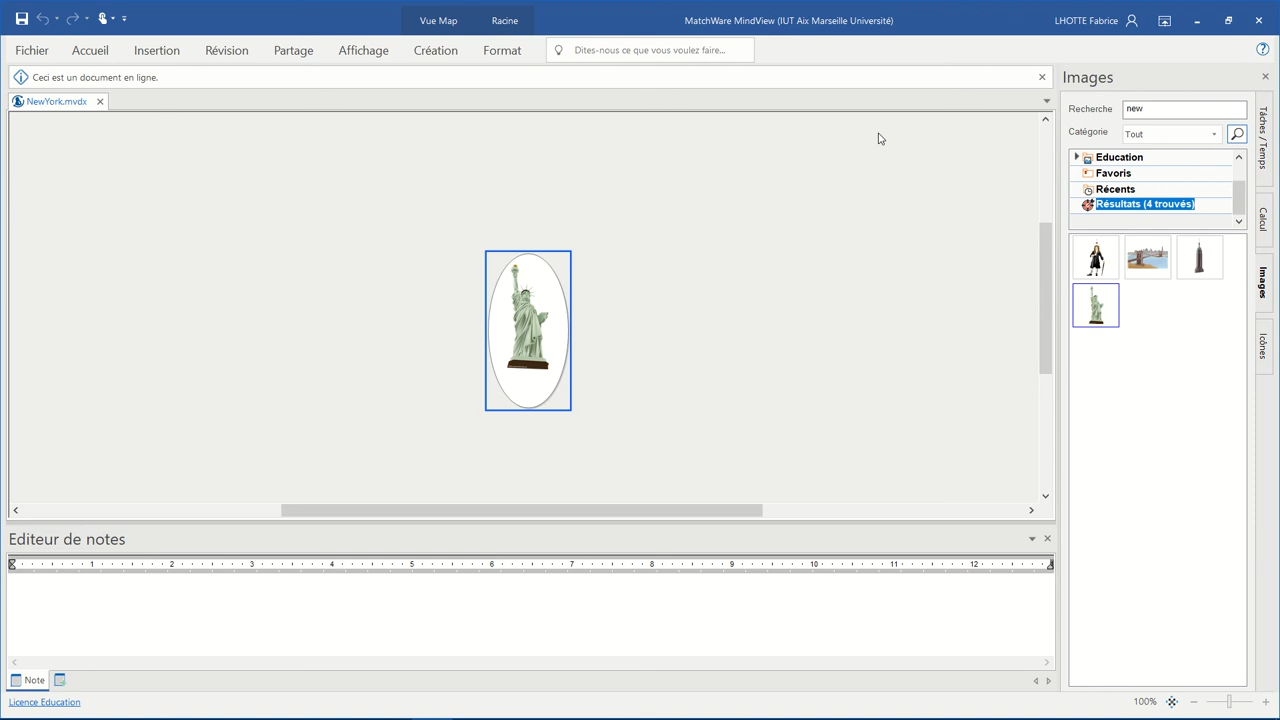 Vue Map Racine MatchWare MindView (IUT Aix Marseille Université) LHOTTE Fabrice
Fichier Accueil Insertion Révision Partage Affichage Création Format Dites-nous ce que vous voulez faire...
Ceci est un document en ligne.
NewYork.mvdx
Images
Recherche new
Catégorie Tout
Education
Favoris
Récents
Résultats (4 trouvés)
Tâches / Temps
Calcul
Images
Icônes
Editeur de notes
1 2 3 4 5 6 7 8 9 10 11 12
Note
Licence Education 100%